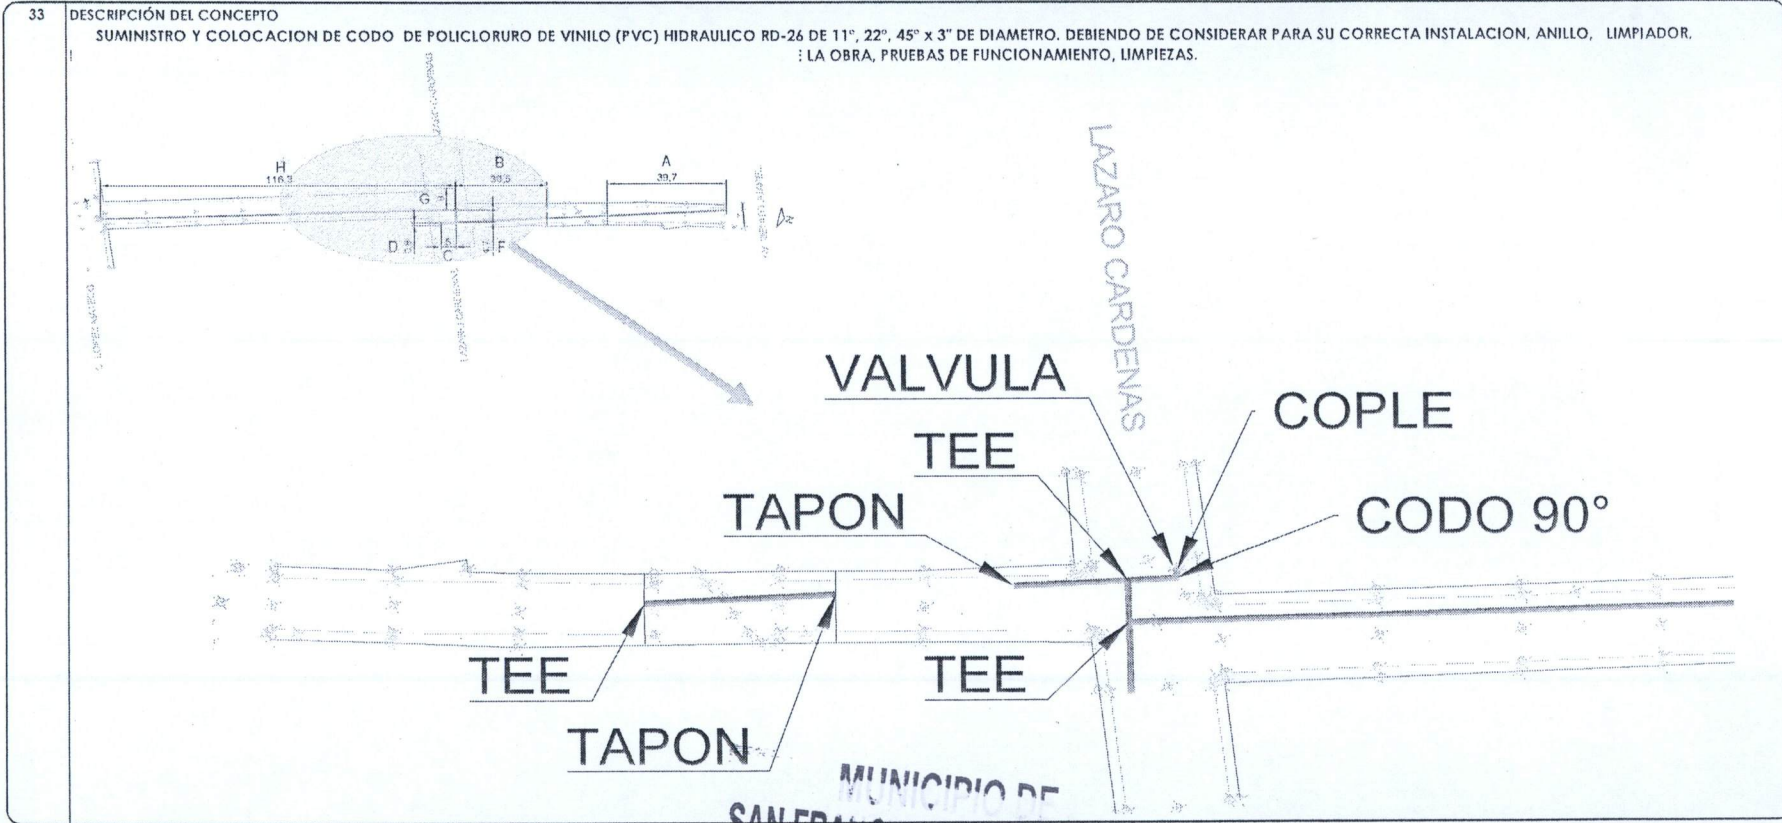 33 DESCRIPCIÓN DEL CONCEPTO
SUMINISTRO Y COLOCACION DE CODO DE POLICLORURO DE VINILO (PVC) HIDRAULICO RD-26 DE 11°, 22°, 45° x 3" DE DIAMETRO. DEBIENDO DE CONSIDERAR PARA SU CORRECTA INSTALACION, ANILLO, LIMPIADOR,
LA OBRA, PRUEBAS DE FUNCIONAMIENTO, LIMPIEZAS.
H
116,3
B
A
39,7
G
D
C
F
LAZARO CARDENAS
LAZARO CARDENAS
VALVULA
COPLE
TEE
TAPON
CODO 90°
TEE
TEE
TAPON
MUNICIPIO DE